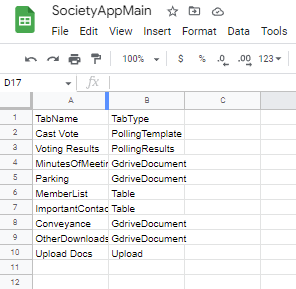 SocietyAppMain
File Edit View Insert Format Data Tools
100% $ % .0 .00 123
D17 fx
A B C
1 TabName TabType
2 Cast Vote PollingTemplate
3 Voting Results PollingResults
4 MinutesOfMeetin GdriveDocument
5 Parking GdriveDocument
6 MemberList Table
7 ImportantContac Table
8 Conveyance GdriveDocument
9 OtherDownloads GdriveDocument
10 Upload Docs Upload
11
12